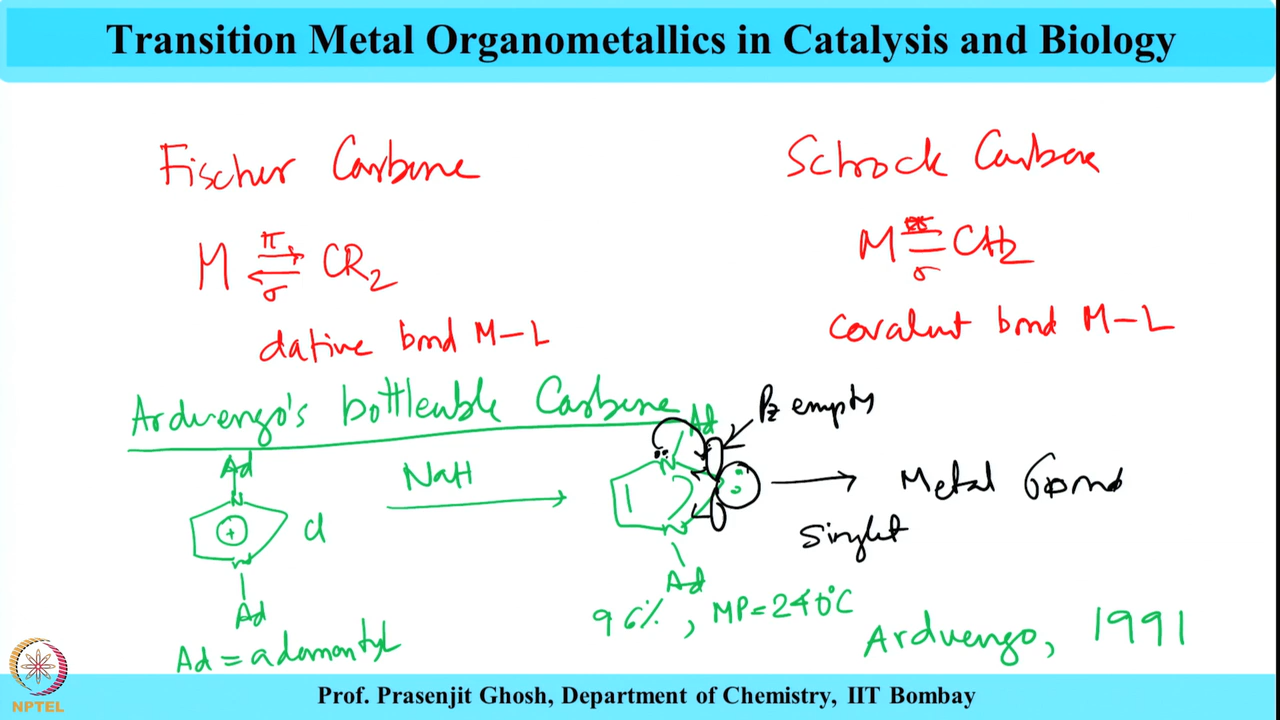 Transition Metal Organometallics in Catalysis and Biology
Fischer Carbene
Schrock Carbene
M π σ CR2
M σ CH2
dative bond M-L
covalent bond M-L
Arduengo's bottleable Carbene
Ad
N
+
N
Ad
Cl
NaH
Ad
N
N
Ad
Pz empty
Metal σ bond
Singlet
96%, MP=240°C
Ad = adamantyl
Arduengo, 1991
NPTEL
Prof. Prasenjit Ghosh, Department of Chemistry, IIT Bombay